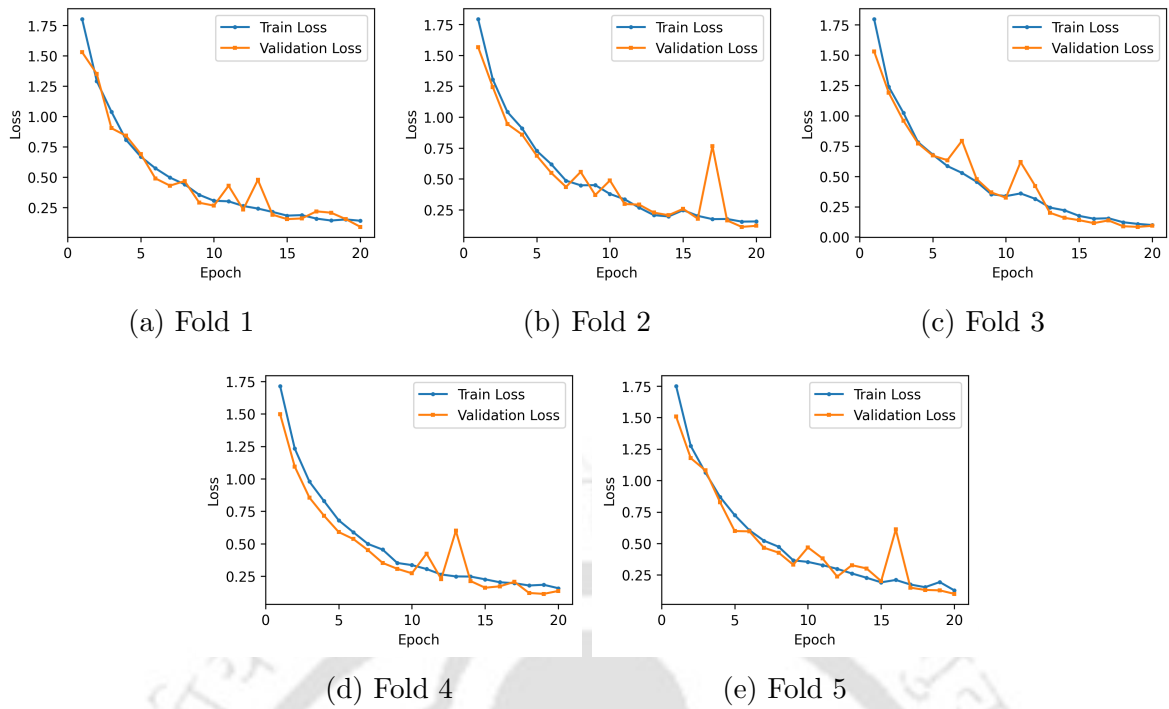 1.75
1.50
1.25
1.00
0.75
0.50
0.25
Loss
0 5 10 15 20
Epoch
Train Loss
Validation Loss
(a) Fold 1
1.75
1.50
1.25
1.00
0.75
0.50
0.25
Loss
0 5 10 15 20
Epoch
Train Loss
Validation Loss
(b) Fold 2
1.75
1.50
1.25
1.00
0.75
0.50
0.25
0.00
Loss
0 5 10 15 20
Epoch
Train Loss
Validation Loss
(c) Fold 3
1.75
1.50
1.25
1.00
0.75
0.50
0.25
Loss
0 5 10 15 20
Epoch
Train Loss
Validation Loss
(d) Fold 4
1.75
1.50
1.25
1.00
0.75
0.50
0.25
Loss
0 5 10 15 20
Epoch
Train Loss
Validation Loss
(e) Fold 5